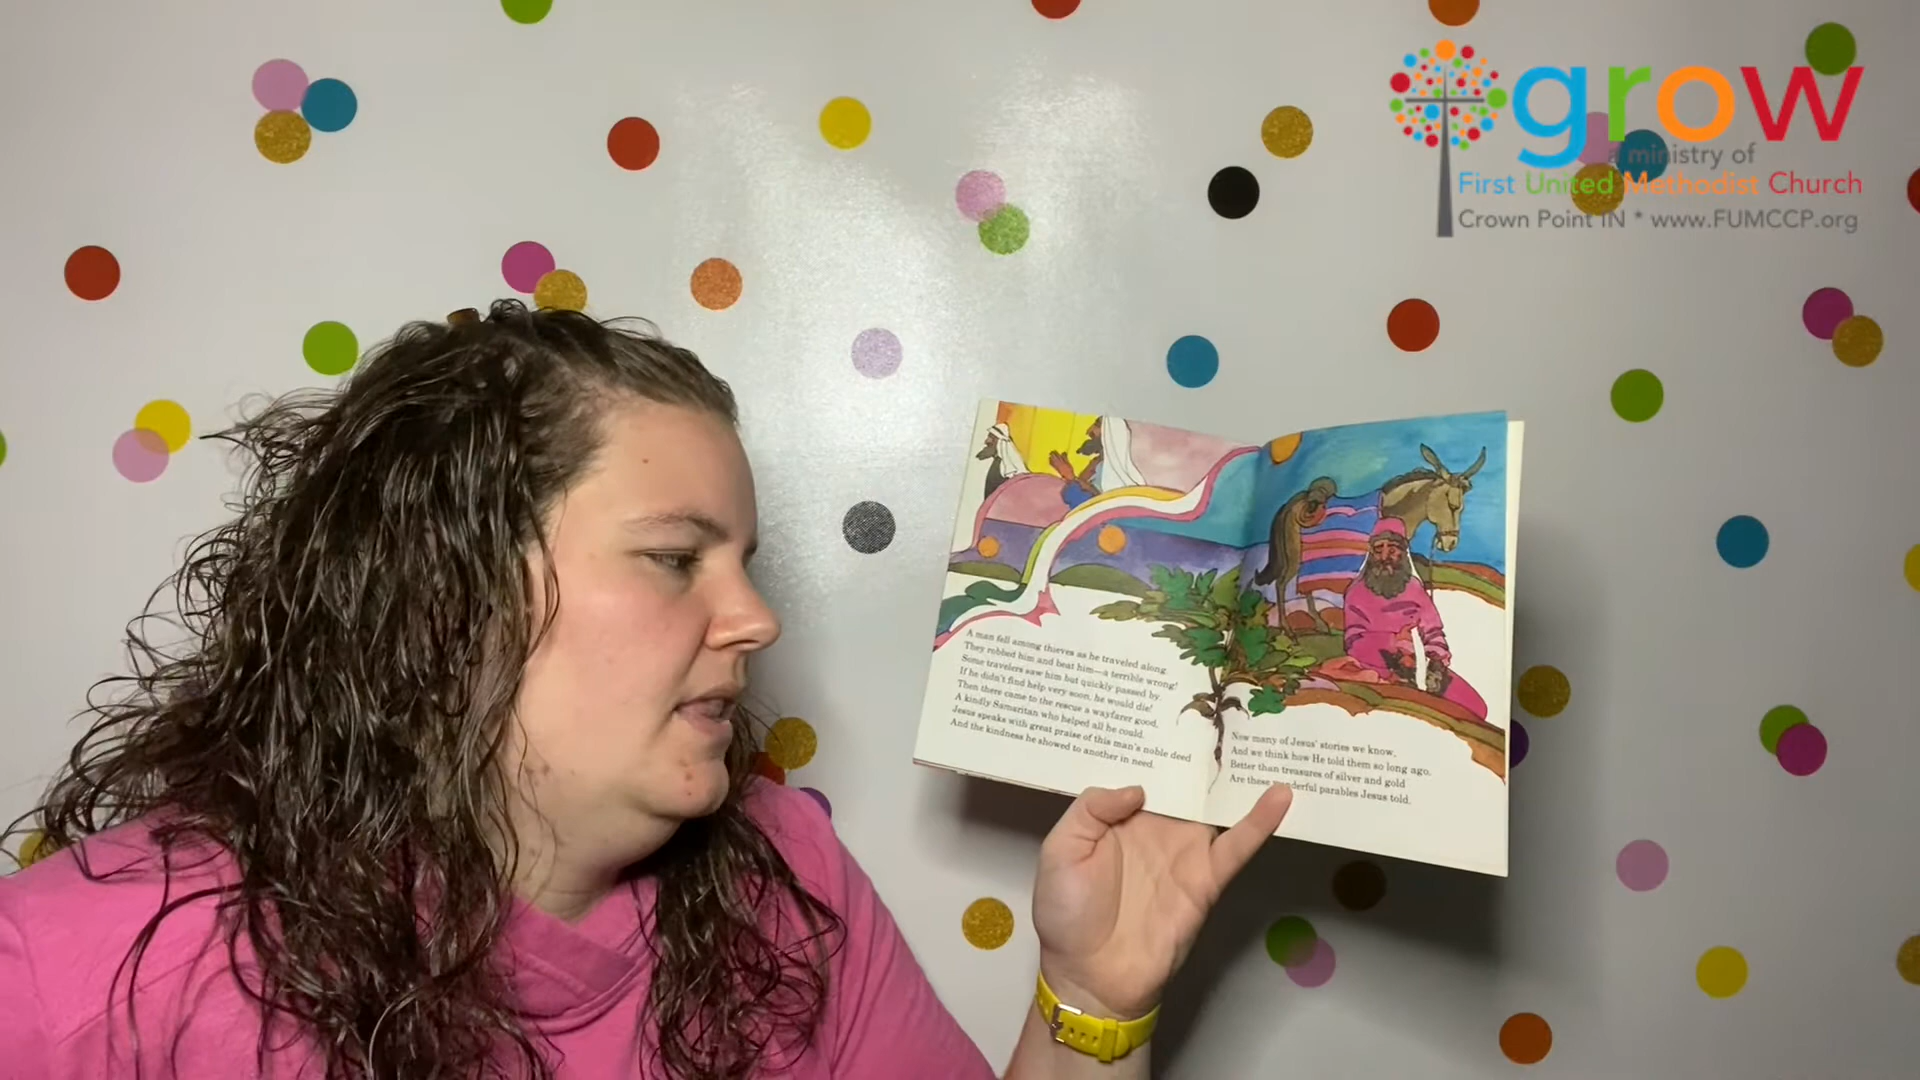 grow
a ministry of
First United Methodist Church
Crown Point IN * www.FUMCCP.org
A man fell among thieves as he traveled along.
They robbed him and beat him—a terrible wrong!
Some travelers saw him but quickly passed by.
If he didn't find help very soon, he would die!
Then there came to the rescue a wayfarer good,
A kindly Samaritan who helped all he could.
Jesus speaks with great praise of this man's noble deed
And the kindness he showed to another in need.
Now many of Jesus' stories we know,
And we think how He told them so long ago.
Better than treasures of silver and gold
Are these wonderful parables Jesus told.